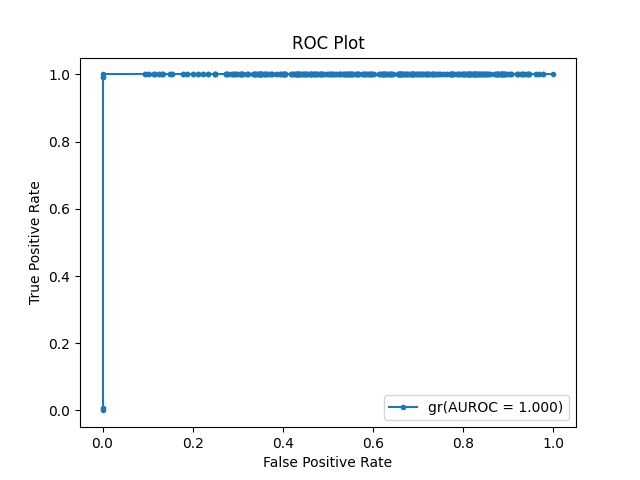 ROC Plot
True Positive Rate
1.0
0.8
0.6
0.4
0.2
0.0
gr(AUROC = 1.000)
0.0 0.2 0.4 0.6 0.8 1.0
False Positive Rate